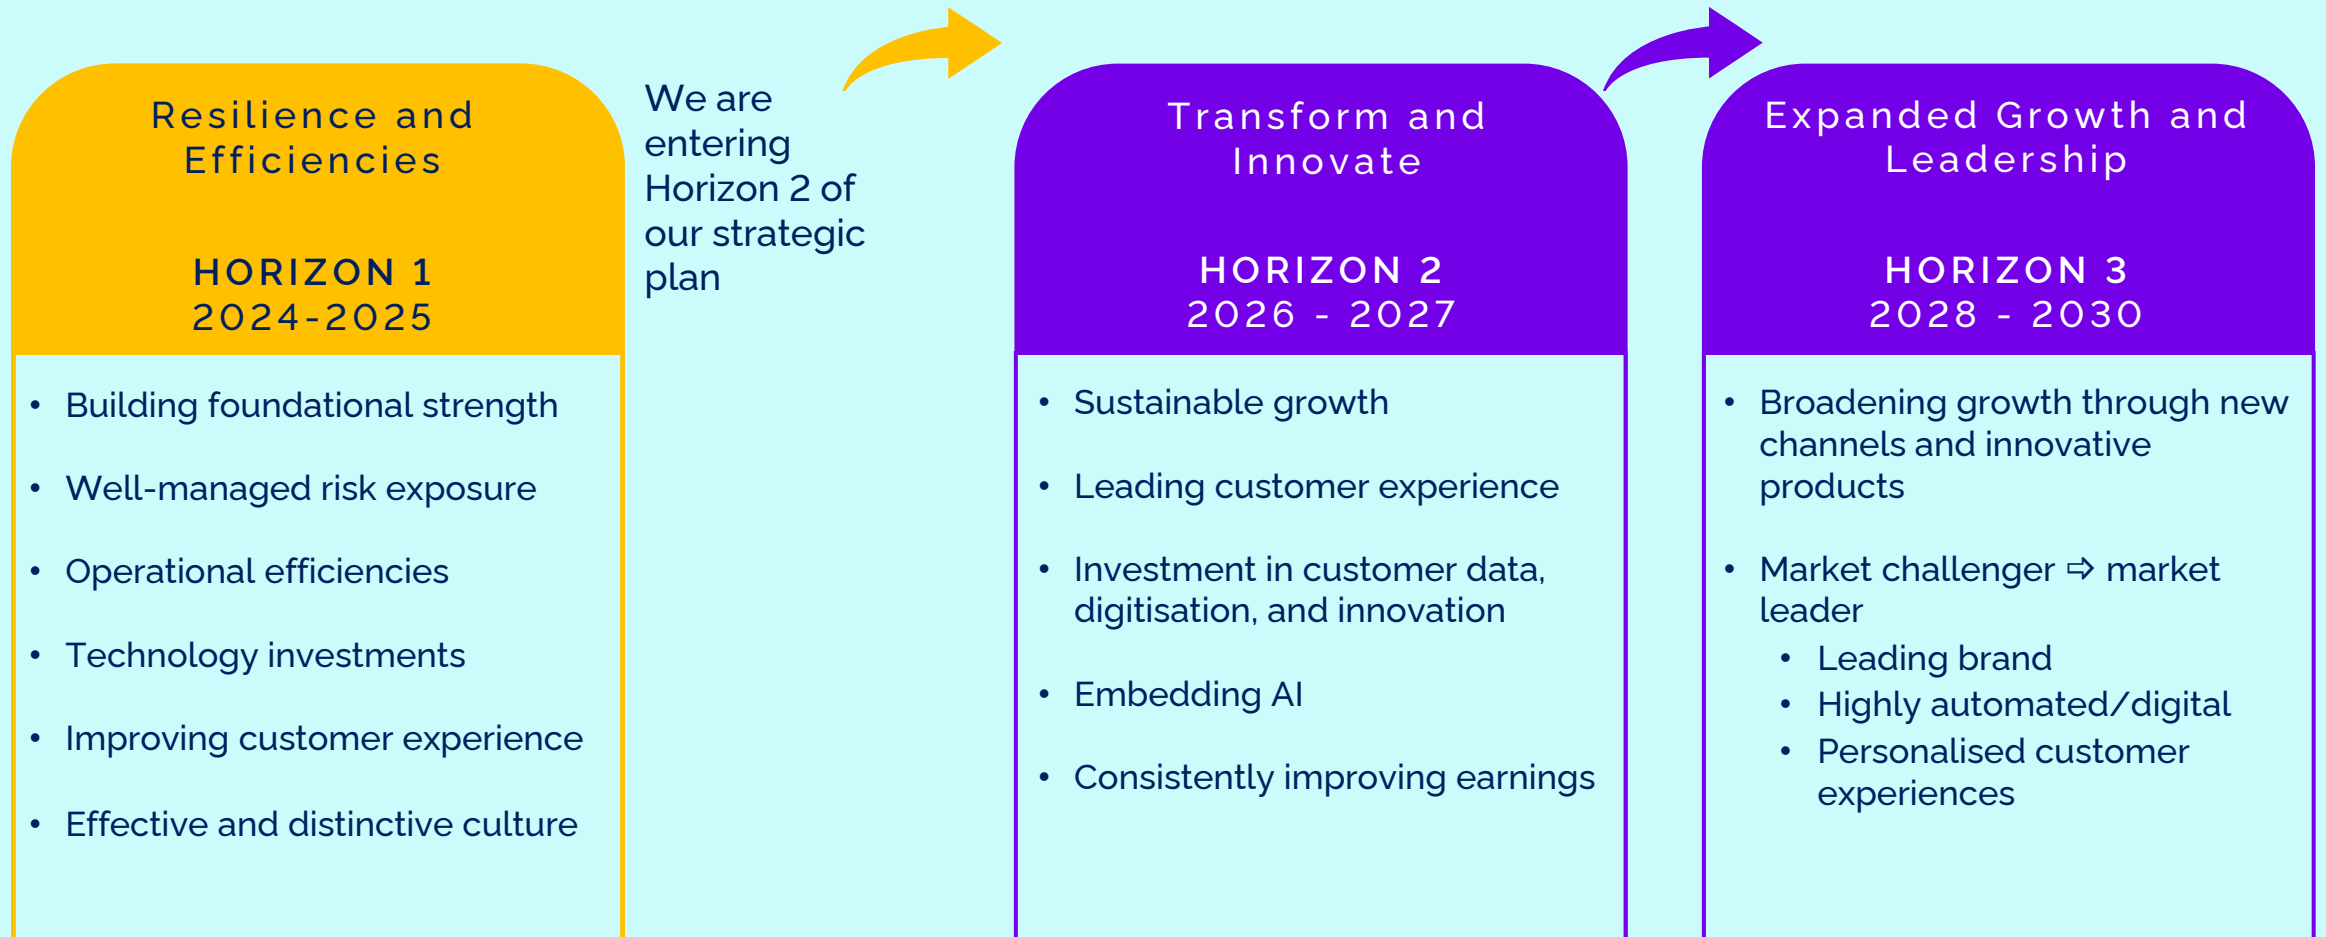 Resilience and
Efficiencies
HORIZON 1
2024-2025
• Building foundational strength
• Well-managed risk exposure
• Operational efficiencies
• Technology investments
• Improving customer experience
• Effective and distinctive culture
We are
entering
Horizon 2 of
our strategic
plan
Transform and
Innovate
HORIZON 2
2026 - 2027
• Sustainable growth
• Leading customer experience
• Investment in customer data,
digitisation, and innovation
• Embedding AI
• Consistently improving earnings
Expanded Growth and
Leadership
HORIZON 3
2028 - 2030
• Broadening growth through new
channels and innovative
products
• Market challenger ⇨ market
leader
• Leading brand
• Highly automated/digital
• Personalised customer
experiences